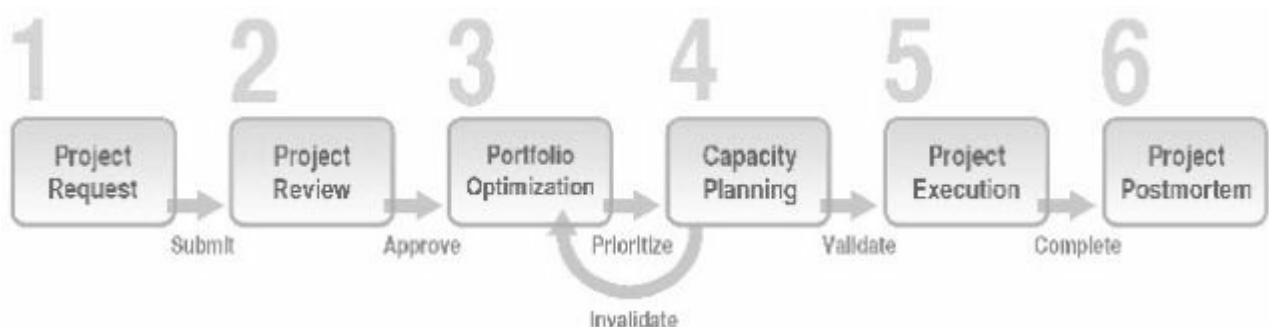 1
2
3
4
5
6
Project
Request
Project
Review
Portfolio
Optimization
Capacity
Planning
Project
Execution
Project
Postmortem
Submit
Approve
Prioritize
Validate
Complete
Invalidate